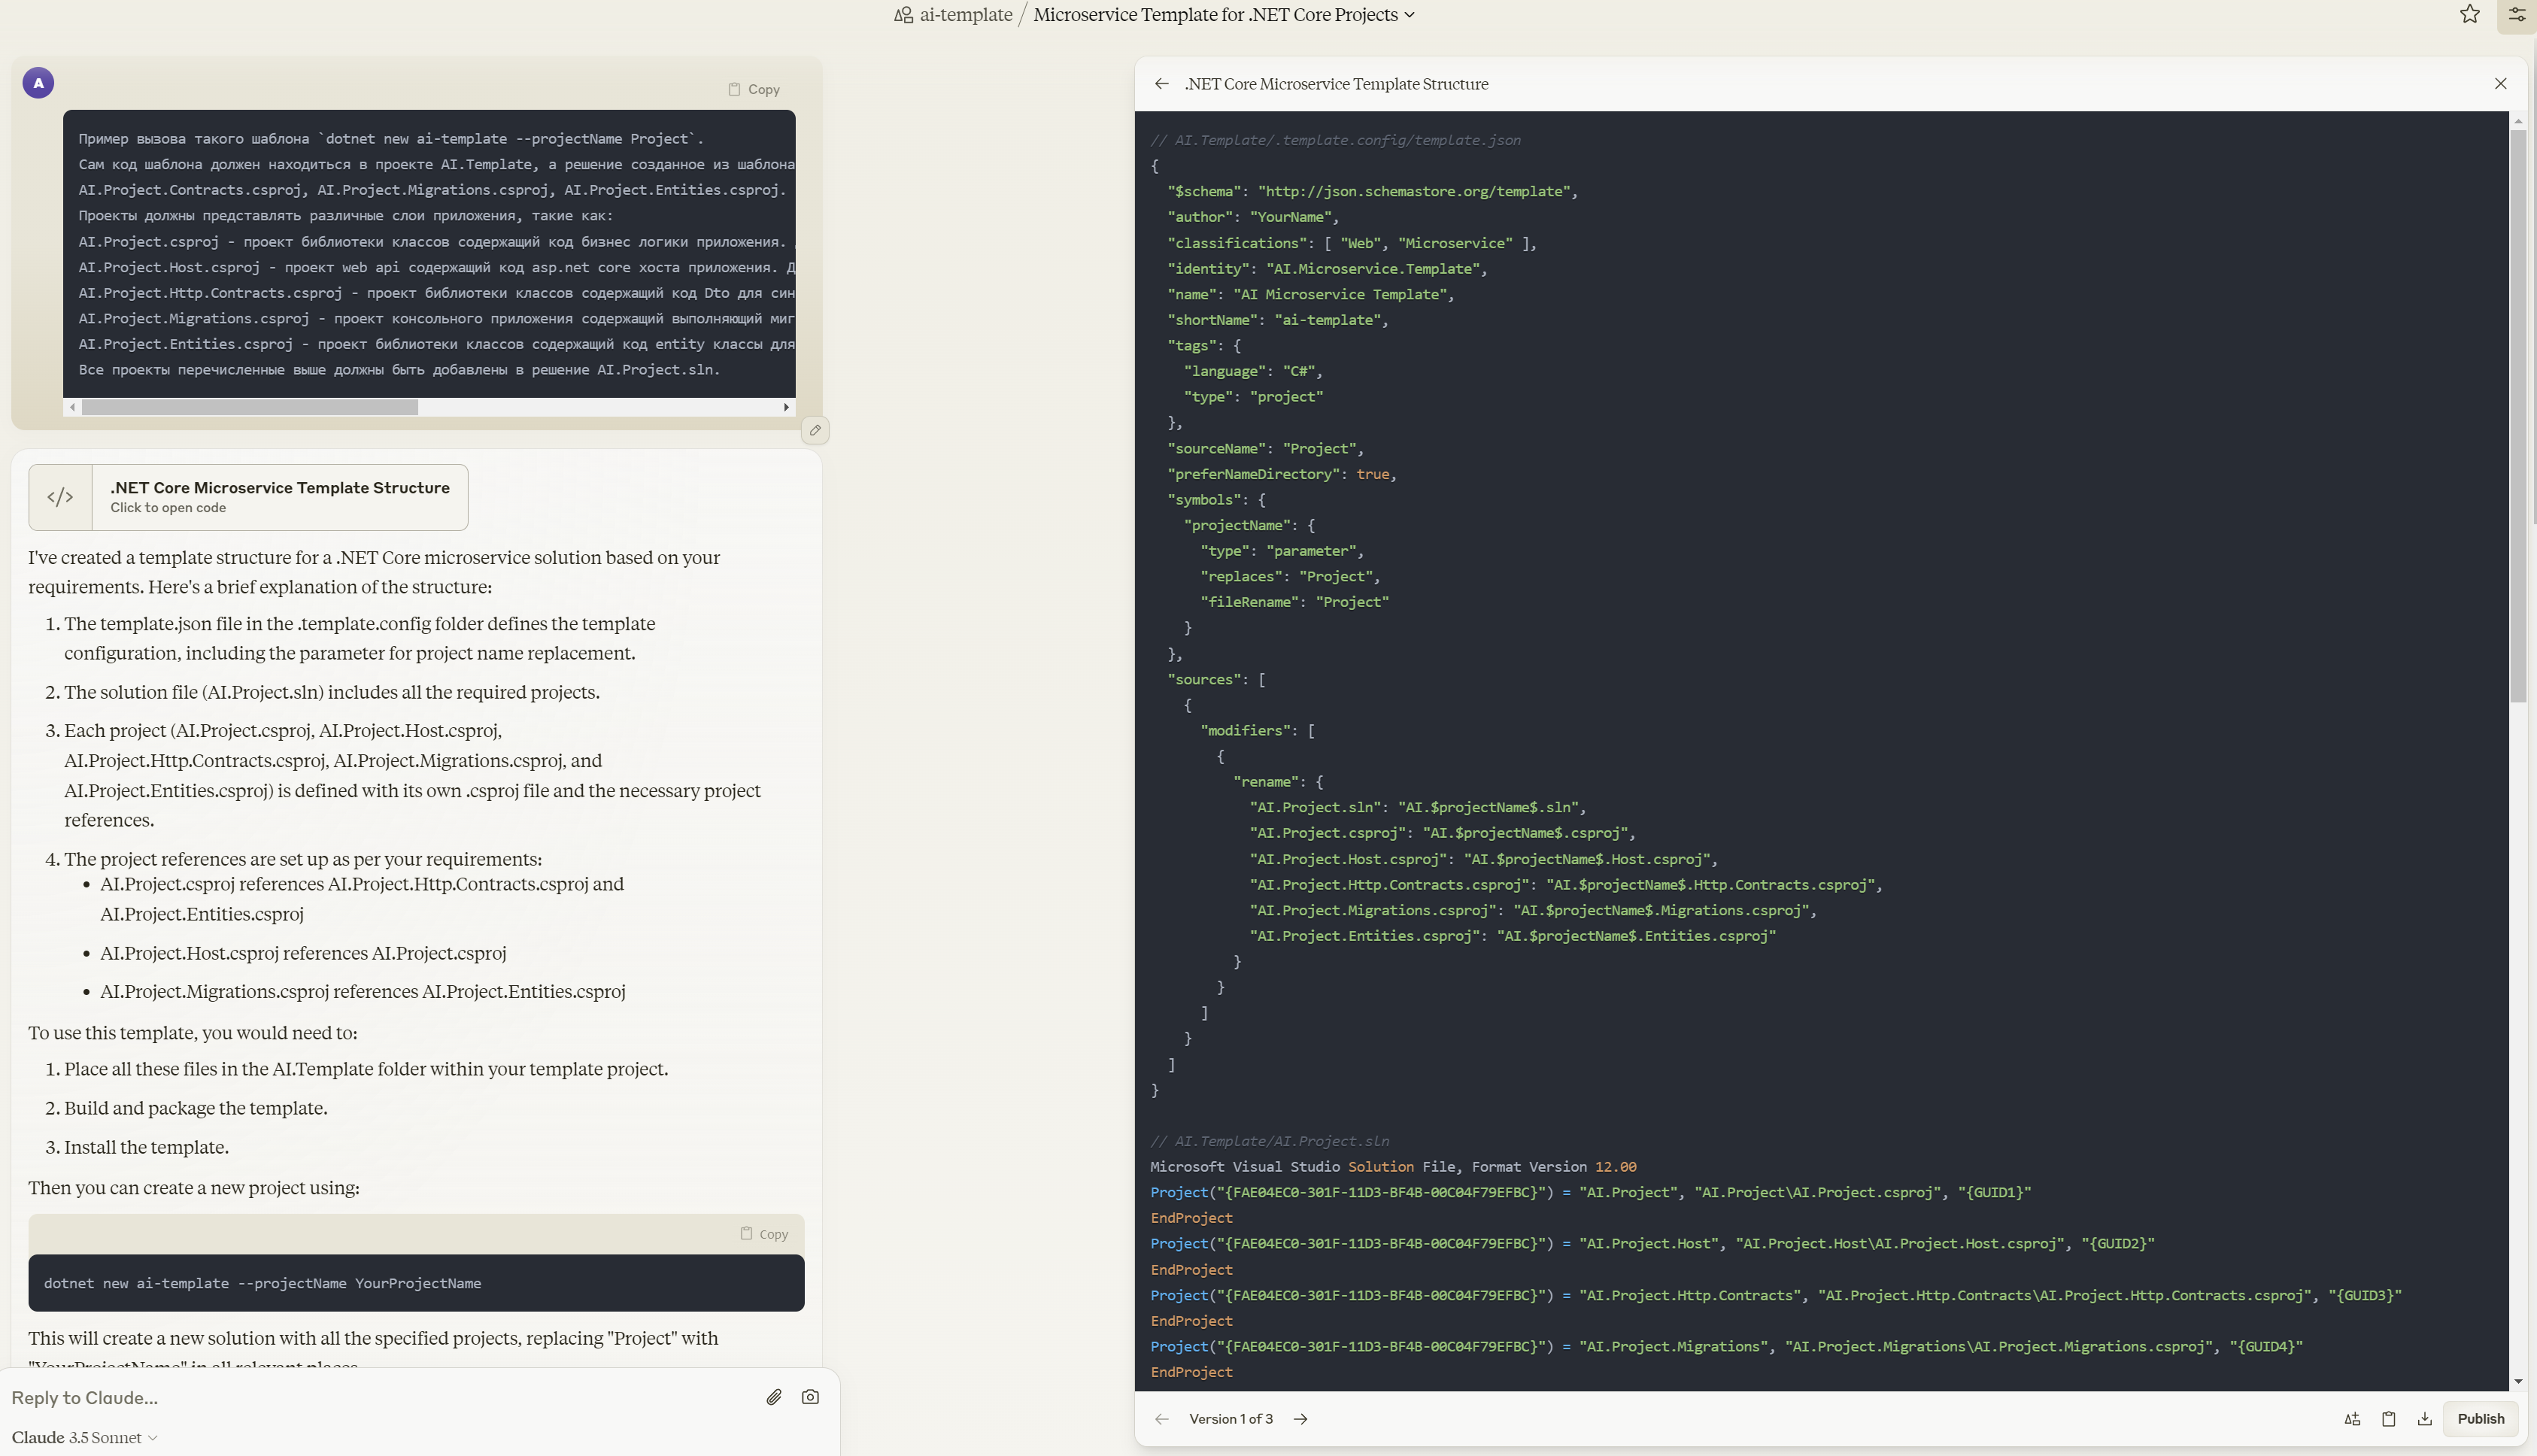 ai-template / Microservice Template for .NET Core Projects
A
Copy
Пример вызова такого шаблона `dotnet new ai-template --projectName Project`.
Сам код шаблона должен находиться в проекте AI.Template, а решение созданное из шаблона
AI.Project.Contracts.csproj, AI.Project.Migrations.csproj, AI.Project.Entities.csproj.
Проекты должны представлять различные слои приложения, такие как:
AI.Project.csproj - проект библиотеки классов содержащий код бизнес логики приложения.
AI.Project.Host.csproj - проект web api содержащий код asp.net core хоста приложения. Д
AI.Project.Http.Contracts.csproj - проект библиотеки классов содержащий код Dto для син
AI.Project.Migrations.csproj - проект консольного приложения содержащий выполняющий миг
AI.Project.Entities.csproj - проект библиотеки классов содержащий код entity классы для
Все проекты перечисленные выше должны быть добавлены в решение AI.Project.sln.
</>
.NET Core Microservice Template Structure
Click to open code
I've created a template structure for a .NET Core microservice solution based on your
requirements. Here's a brief explanation of the structure:
1. The template.json file in the .template.config folder defines the template
configuration, including the parameter for project name replacement.
2. The solution file (AI.Project.sln) includes all the required projects.
3. Each project (AI.Project.csproj, AI.Project.Host.csproj,
AI.Project.Http.Contracts.csproj, AI.Project.Migrations.csproj, and
AI.Project.Entities.csproj) is defined with its own .csproj file and the necessary project
references.
4. The project references are set up as per your requirements:
• AI.Project.csproj references AI.Project.Http.Contracts.csproj and
AI.Project.Entities.csproj
• AI.Project.Host.csproj references AI.Project.csproj
• AI.Project.Migrations.csproj references AI.Project.Entities.csproj
To use this template, you would need to:
1. Place all these files in the AI.Template folder within your template project.
2. Build and package the template.
3. Install the template.
Then you can create a new project using:
Copy
dotnet new ai-template --projectName YourProjectName
This will create a new solution with all the specified projects, replacing "Project" with
"YourProjectName" in all relevant places.
Reply to Claude...
Claude 3.5 Sonnet
.NET Core Microservice Template Structure
// AI.Template/.template.config/template.json
{
"$schema": "http://json.schemastore.org/template",
"author": "YourName",
"classifications": [ "Web", "Microservice" ],
"identity": "AI.Microservice.Template",
"name": "AI Microservice Template",
"shortName": "ai-template",
"tags": {
"language": "C#",
"type": "project"
},
"sourceName": "Project",
"preferNameDirectory": true,
"symbols": {
"projectName": {
"type": "parameter",
"replaces": "Project",
"fileRename": "Project"
}
},
"sources": [
{
"modifiers": [
{
"rename": {
"AI.Project.sln": "AI.$projectName$.sln",
"AI.Project.csproj": "AI.$projectName$.csproj",
"AI.Project.Host.csproj": "AI.$projectName$.Host.csproj",
"AI.Project.Http.Contracts.csproj": "AI.$projectName$.Http.Contracts.csproj",
"AI.Project.Migrations.csproj": "AI.$projectName$.Migrations.csproj",
"AI.Project.Entities.csproj": "AI.$projectName$.Entities.csproj"
}
}
]
}
]
}
// AI.Template/AI.Project.sln
Microsoft Visual Studio Solution File, Format Version 12.00
Project("{FAE04EC0-301F-11D3-BF4B-00C04F79EFBC}") = "AI.Project", "AI.Project\AI.Project.csproj", "{GUID1}"
EndProject
Project("{FAE04EC0-301F-11D3-BF4B-00C04F79EFBC}") = "AI.Project.Host", "AI.Project.Host\AI.Project.Host.csproj", "{GUID2}"
EndProject
Project("{FAE04EC0-301F-11D3-BF4B-00C04F79EFBC}") = "AI.Project.Http.Contracts", "AI.Project.Http.Contracts\AI.Project.Http.Contracts.csproj", "{GUID3}"
EndProject
Project("{FAE04EC0-301F-11D3-BF4B-00C04F79EFBC}") = "AI.Project.Migrations", "AI.Project.Migrations\AI.Project.Migrations.csproj", "{GUID4}"
EndProject
Version 1 of 3
Publish